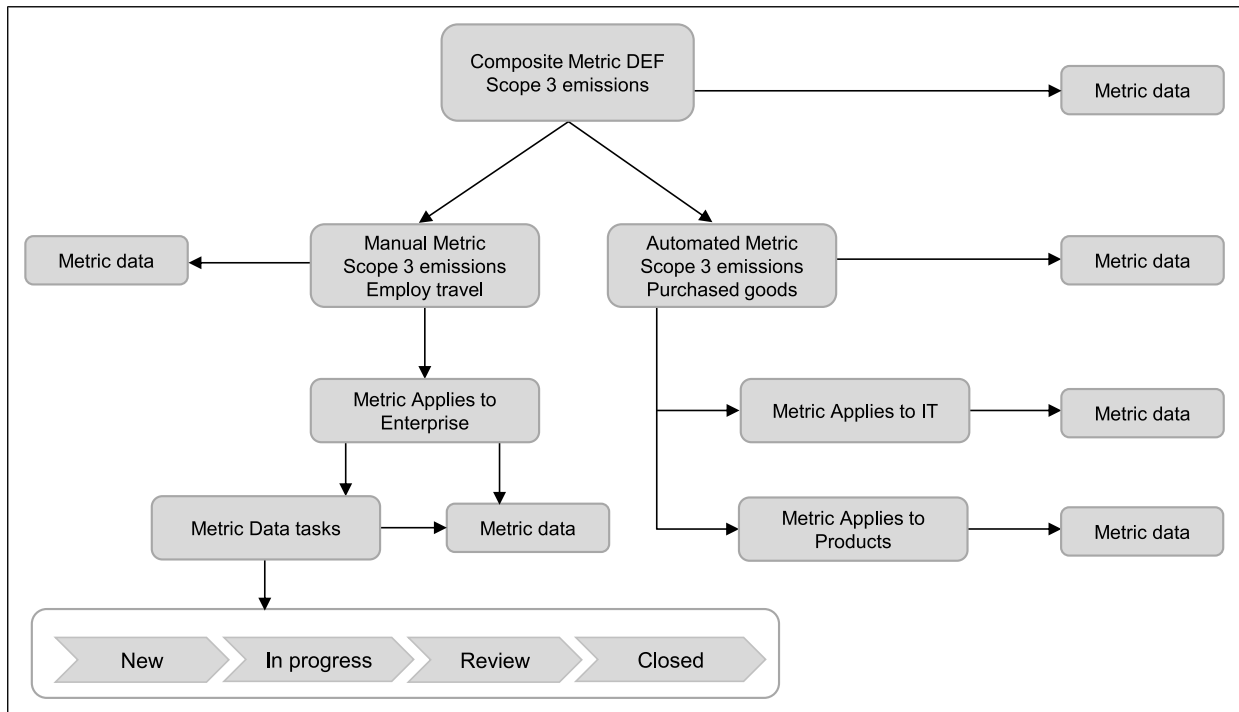 Composite Metric DEF
Scope 3 emissions
Metric data
Manual Metric
Scope 3 emissions
Employ travel
Automated Metric
Scope 3 emissions
Purchased goods
Metric data
Metric data
Metric Applies to
Enterprise
Metric Applies to IT
Metric data
Metric Data tasks
Metric data
Metric Applies to
Products
Metric data
New
In progress
Review
Closed